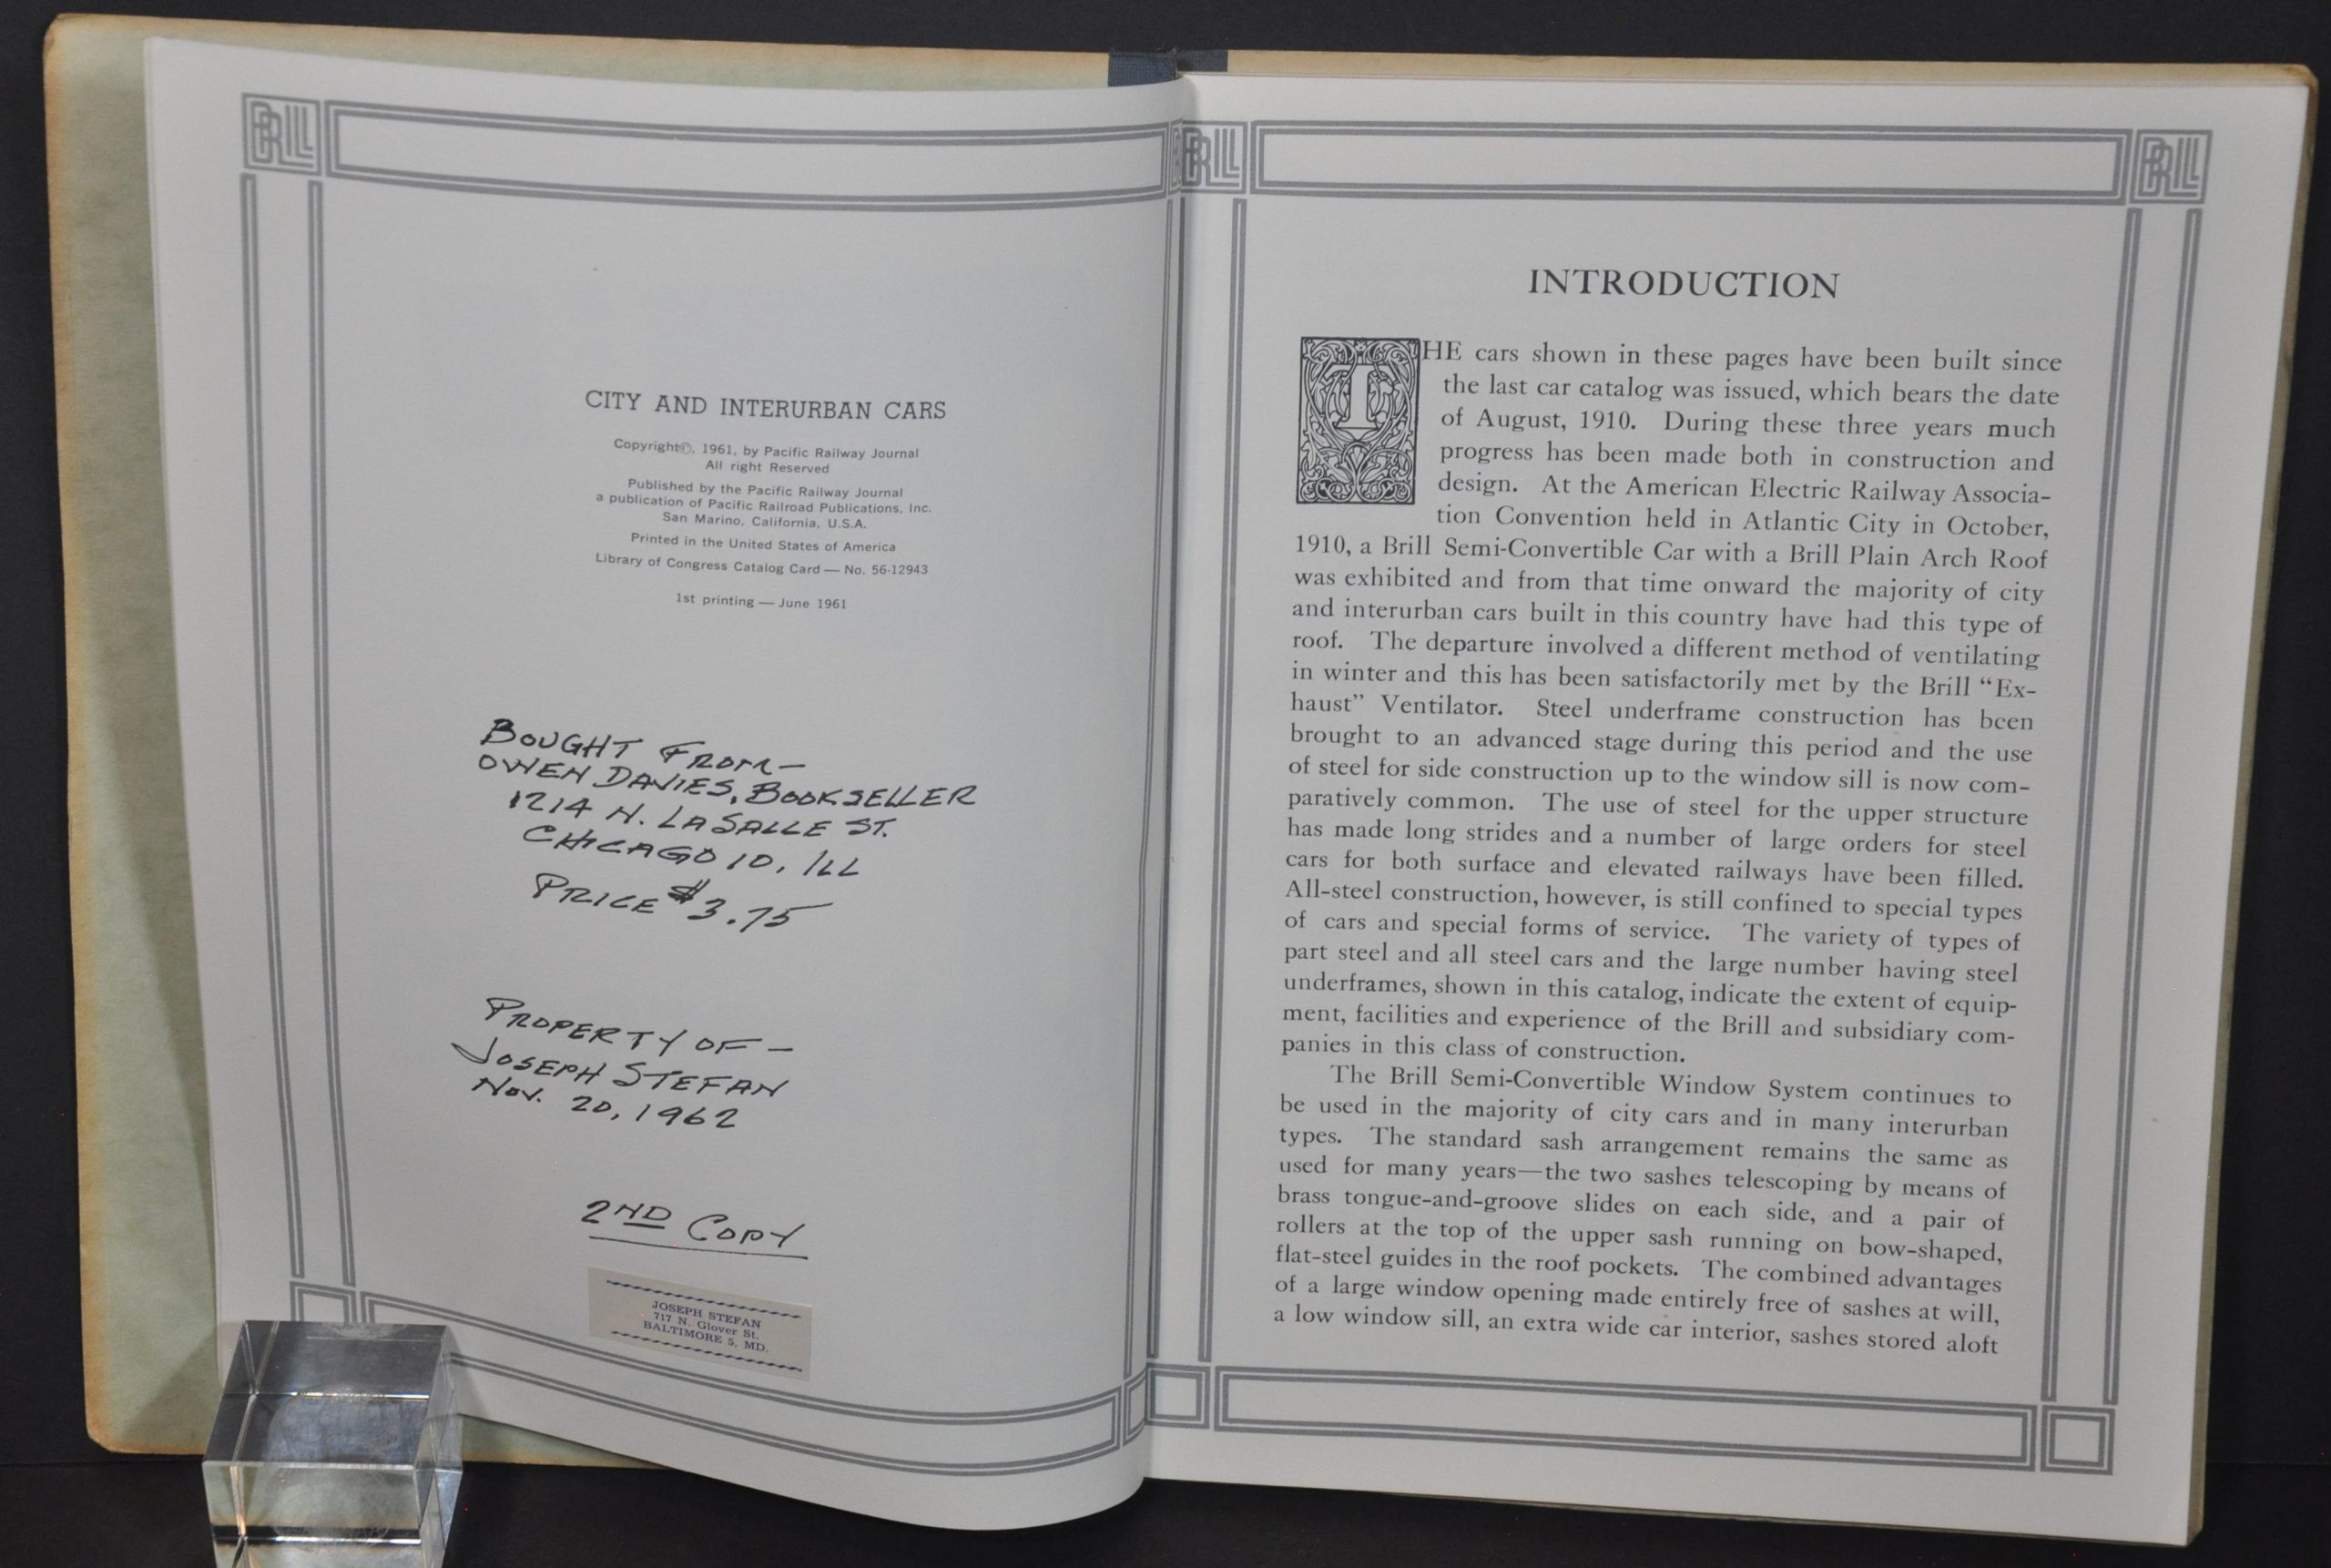 BRILL
CITY AND INTERURBAN CARS
Copyright©, 1961, by Pacific Railway Journal
All right Reserved
Published by the Pacific Railway Journal
a publication of Pacific Railroad Publications, Inc.
San Marino, California, U.S.A.
Printed in the United States of America
Library of Congress Catalog Card — No. 56-12943
1st printing — June 1961
BOUGHT FROM—
OWEN DAVIES, BOOKSELLER
1214 N. LASALLE ST.
CHICAGO 10, ILL
PRICE $3.75
PROPERTY OF —
JOSEPH STEFAN
NOV. 20, 1962
2ND COPY
JOSEPH STEFAN
717 N. Glover St.
BALTIMORE 5, MD.
BRILL
BRILL
INTRODUCTION
THE cars shown in these pages have been built since
the last car catalog was issued, which bears the date
of August, 1910. During these three years much
progress has been made both in construction and
design. At the American Electric Railway Associa-
tion Convention held in Atlantic City in October,
1910, a Brill Semi-Convertible Car with a Brill Plain Arch Roof
was exhibited and from that time onward the majority of city
and interurban cars built in this country have had this type of
roof. The departure involved a different method of ventilating
in winter and this has been satisfactorily met by the Brill “Ex-
haust” Ventilator. Steel underframe construction has been
brought to an advanced stage during this period and the use
of steel for side construction up to the window sill is now com-
paratively common. The use of steel for the upper structure
has made long strides and a number of large orders for steel
cars for both surface and elevated railways have been filled.
All-steel construction, however, is still confined to special types
of cars and special forms of service. The variety of types of
part steel and all steel cars and the large number having steel
underframes, shown in this catalog, indicate the extent of equip-
ment, facilities and experience of the Brill and subsidiary com-
panies in this class of construction.
The Brill Semi-Convertible Window System continues to
be used in the majority of city cars and in many interurban
types. The standard sash arrangement remains the same as
used for many years—the two sashes telescoping by means of
brass tongue-and-groove slides on each side, and a pair of
rollers at the top of the upper sash running on bow-shaped,
flat-steel guides in the roof pockets. The combined advantages
of a large window opening made entirely free of sashes at will,
a low window sill, an extra wide car interior, sashes stored aloft